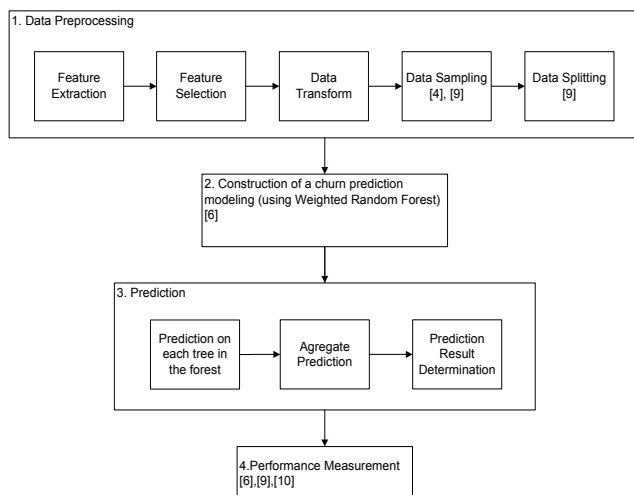 1. Data Preprocessing
Feature
Extraction
Feature
Selection
Data
Transform
Data Sampling
[4], [9]
Data Splitting
[9]
2. Construction of a churn prediction
modeling (using Weighted Random Forest)
[6]
3. Prediction
Prediction on
each tree in
the forest
Agregate
Prediction
Prediction
Result
Determination
4.Performance Measurement
[6],[9],[10]